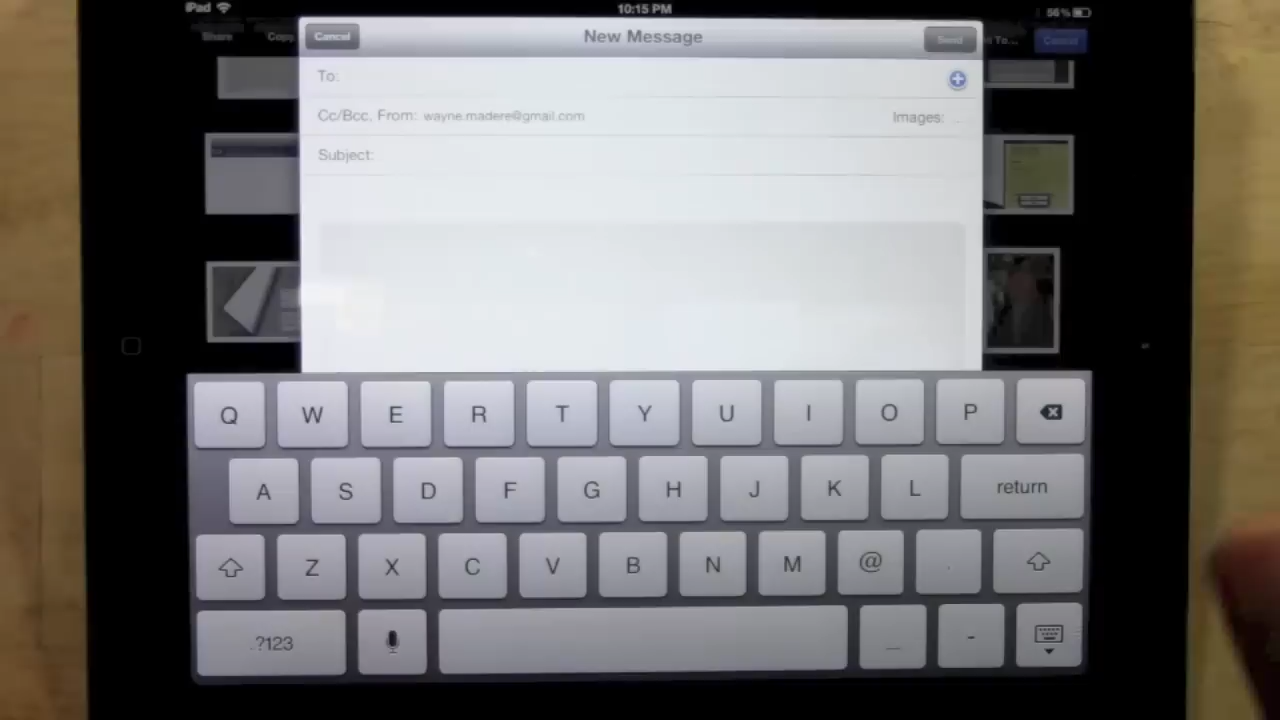 iPad 10:15 PM 56%
Share Copy Cancel New Message Send To... Cancel
To:
Cc/Bcc, From: wayne.madere@gmail.com Images: ...
Subject:
Q W E R T Y U I O P
A S D F G H J K L return
Z X C V B N M @ .
.?123 _ -